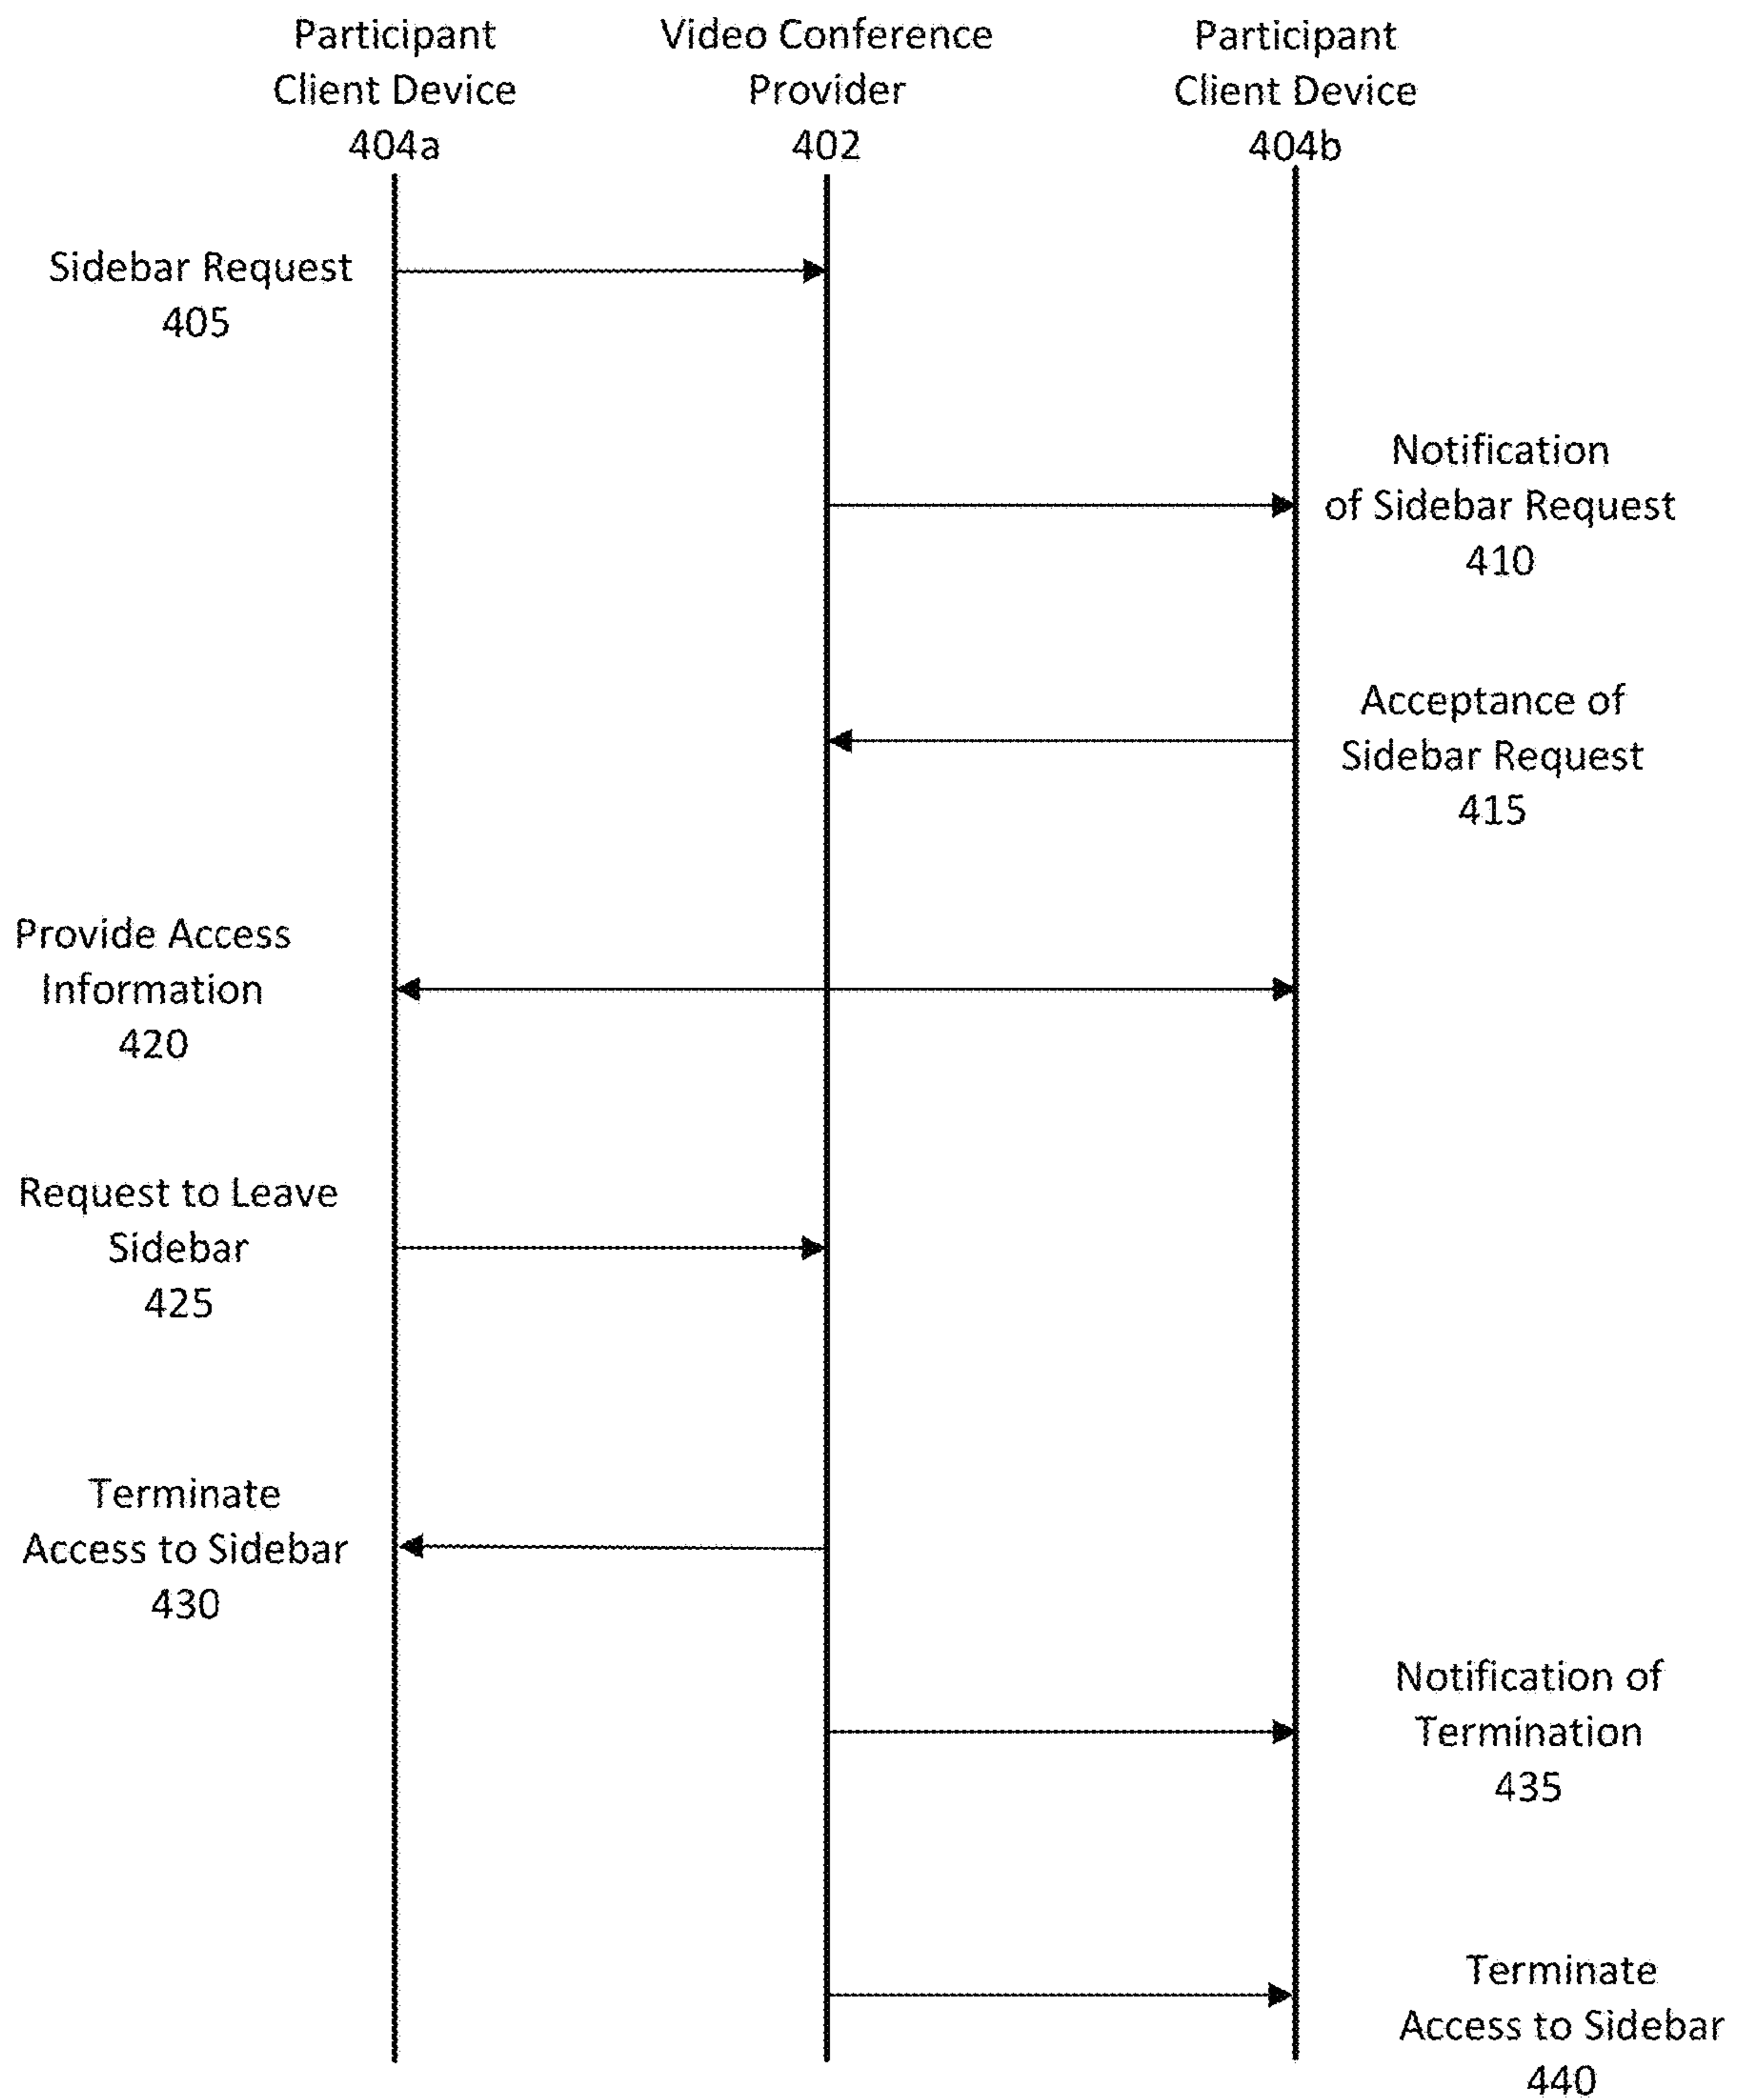 Participant
Client Device
404a
Video Conference
Provider
402
Participant
Client Device
404b
Sidebar Request
405
Notification
of Sidebar Request
410
Acceptance of
Sidebar Request
415
Provide Access
Information
420
Request to Leave
Sidebar
425
Terminate
Access to Sidebar
430
Notification of
Termination
435
Terminate
Access to Sidebar
440